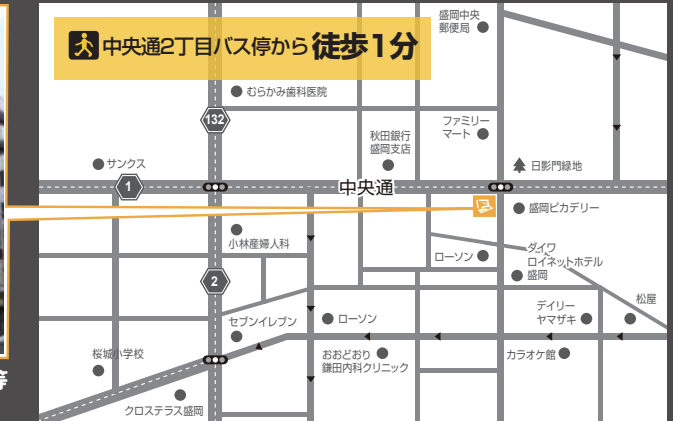 中央通2丁目バス停から徒歩1分
盛岡中央
郵便局
むらかみ歯科医院
132
ファミリー
マート
秋田銀行
盛岡支店
サンクス
日影門緑地
1
中央通
盛岡ピカデリー
小林産婦人科
ローソン
ダイワ
ロイネットホテル
盛岡
2
松屋
デイリー
ヤマザキ
セブンイレブン
ローソン
桜城小学校
おおどおり
鎌田内科クリニック
カラオケ館
等
クロステラス盛岡